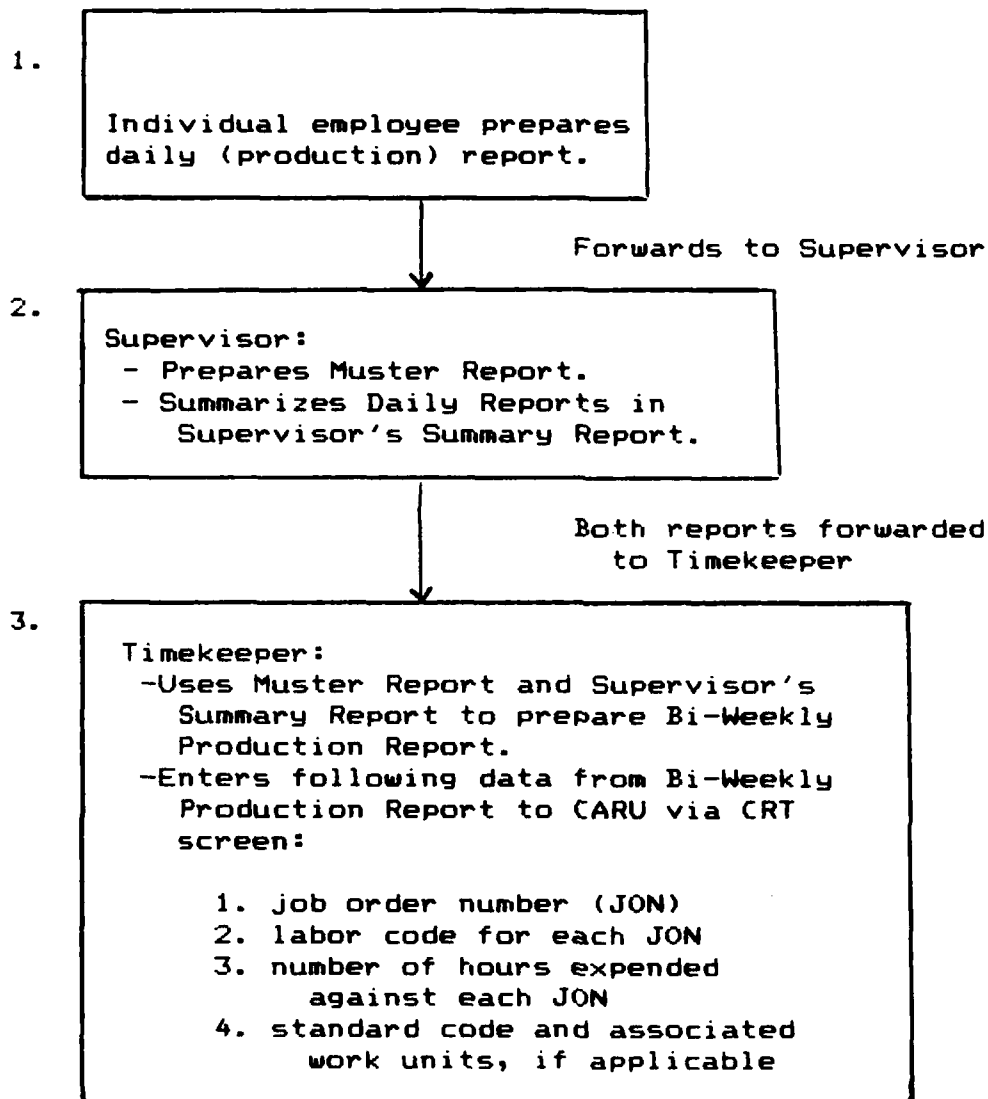 1.
Individual employee prepares
daily (production) report.
Forwards to Supervisor
2.
Supervisor:
- Prepares Muster Report.
- Summarizes Daily Reports in
Supervisor's Summary Report.
Both reports forwarded
to Timekeeper
3.
Timekeeper:
-Uses Muster Report and Supervisor's
Summary Report to prepare Bi-Weekly
Production Report.
-Enters following data from Bi-Weekly
Production Report to CARU via CRT
screen:
1. job order number (JON)
2. labor code for each JON
3. number of hours expended
against each JON
4. standard code and associated
work units, if applicable